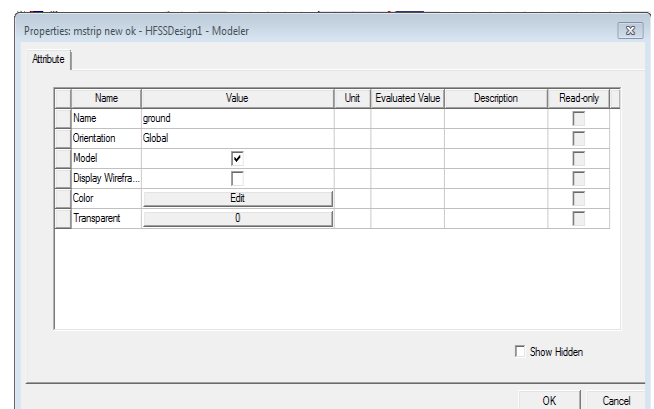 Properties: mstrip new ok - HFSSDesign1 - Modeler
Attribute
Name Value Unit Evaluated Value Description Read-only
Name ground
Orientation Global
Model
Display Wirefra...
Color Edit
Transparent 0
Show Hidden
OK Cancel